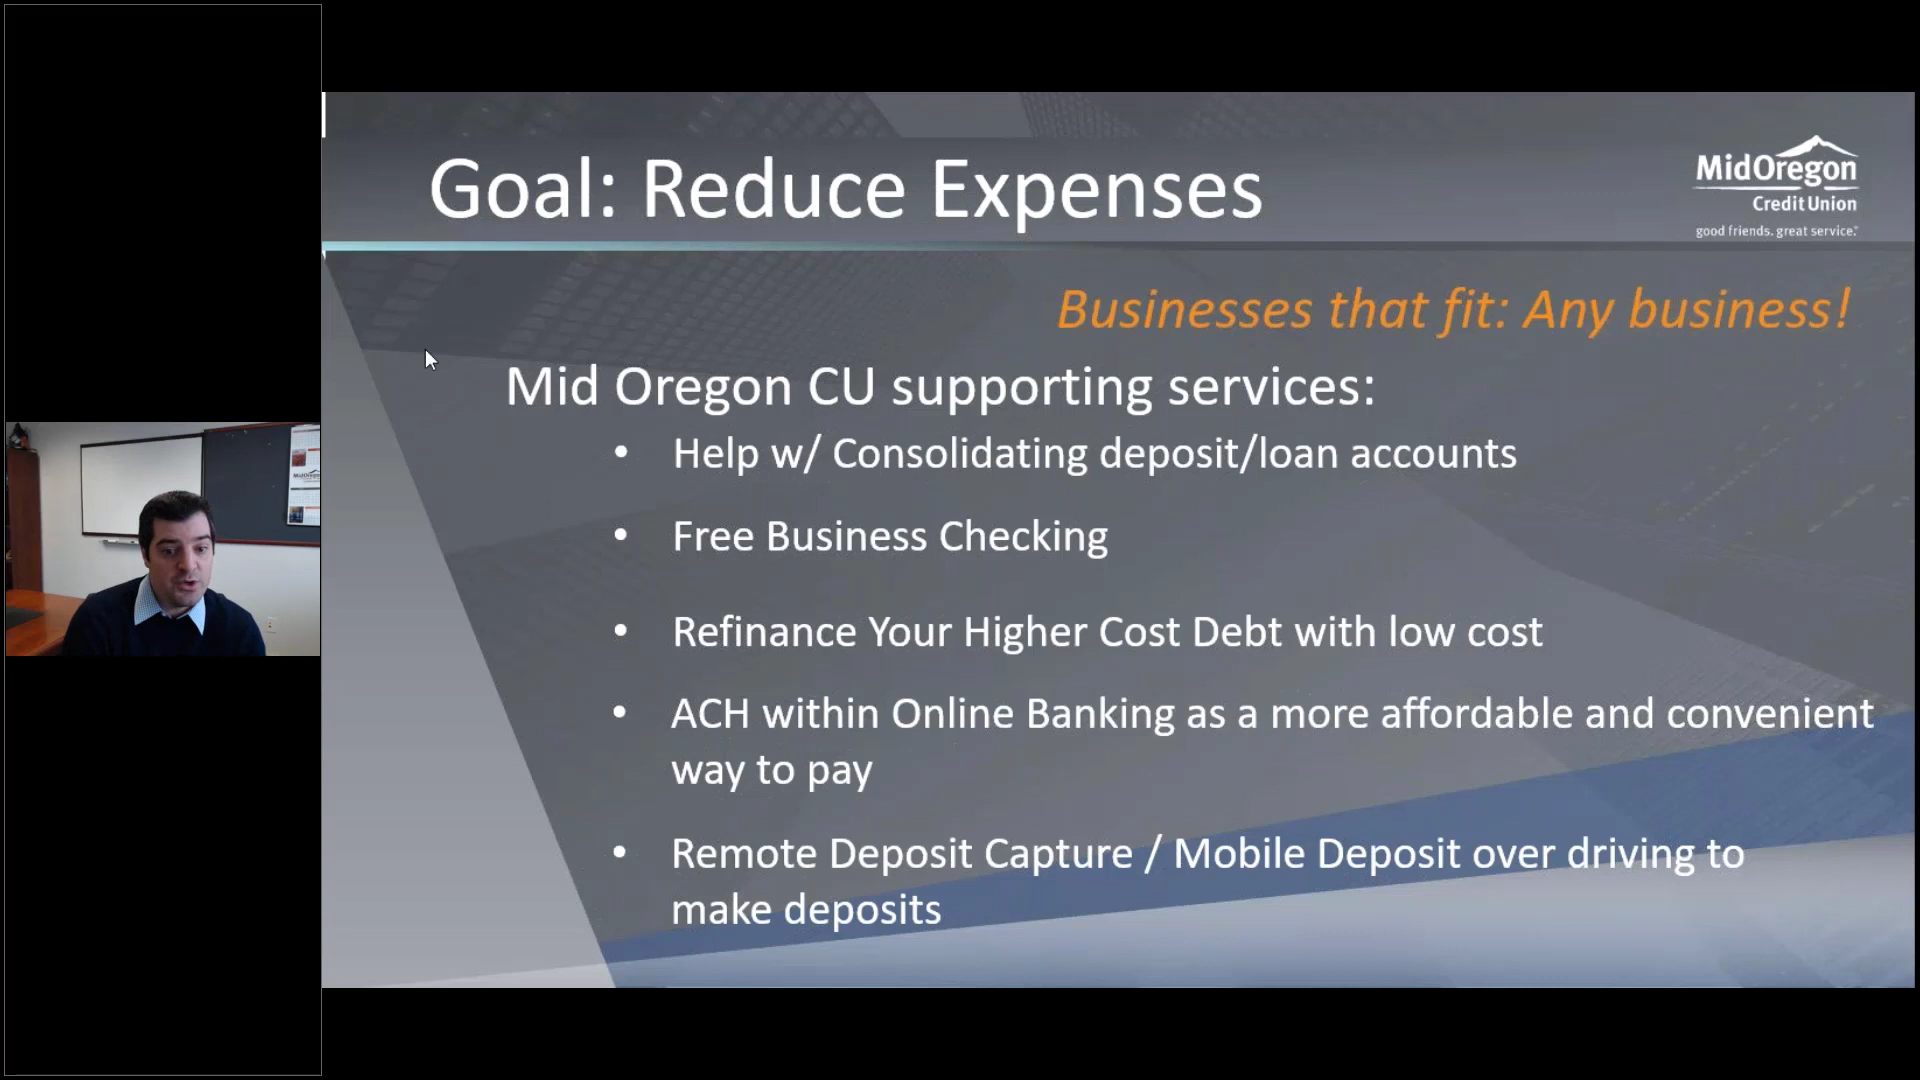 Goal: Reduce Expenses
MidOregon
Credit Union
good friends. great service.
Businesses that fit: Any business!
Mid Oregon CU supporting services:
• Help w/ Consolidating deposit/loan accounts
• Free Business Checking
• Refinance Your Higher Cost Debt with low cost
• ACH within Online Banking as a more affordable and convenient
way to pay
• Remote Deposit Capture / Mobile Deposit over driving to
make deposits